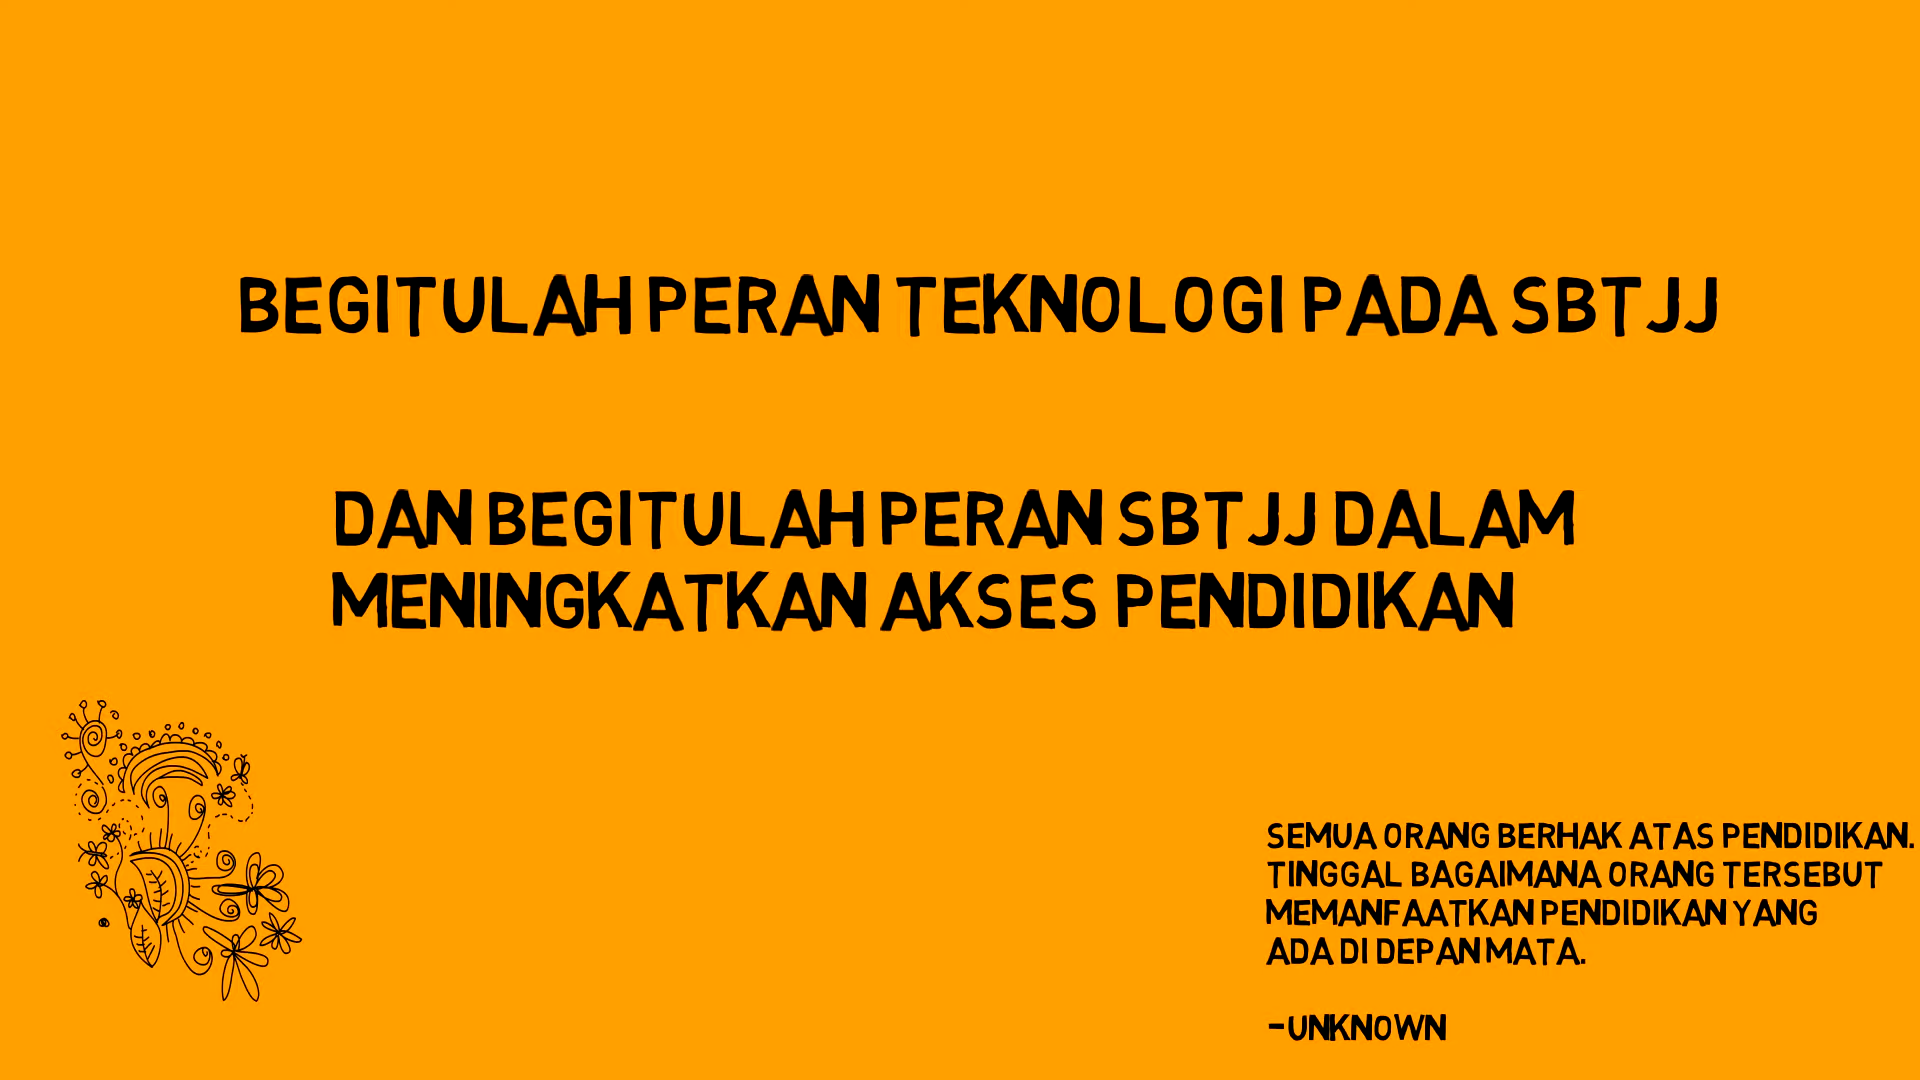 BEGITULAH PERAN TEKNOLOGI PADA SBTJJ
DAN BEGITULAH PERAN SBTJJ DALAM
MENINGKATKAN AKSES PENDIDIKAN
SEMUA ORANG BERHAK ATAS PENDIDIKAN.
TINGGAL BAGAIMANA ORANG TERSEBUT
MEMANFAATKAN PENDIDIKAN YANG
ADA DI DEPAN MATA.
-UNKNOWN